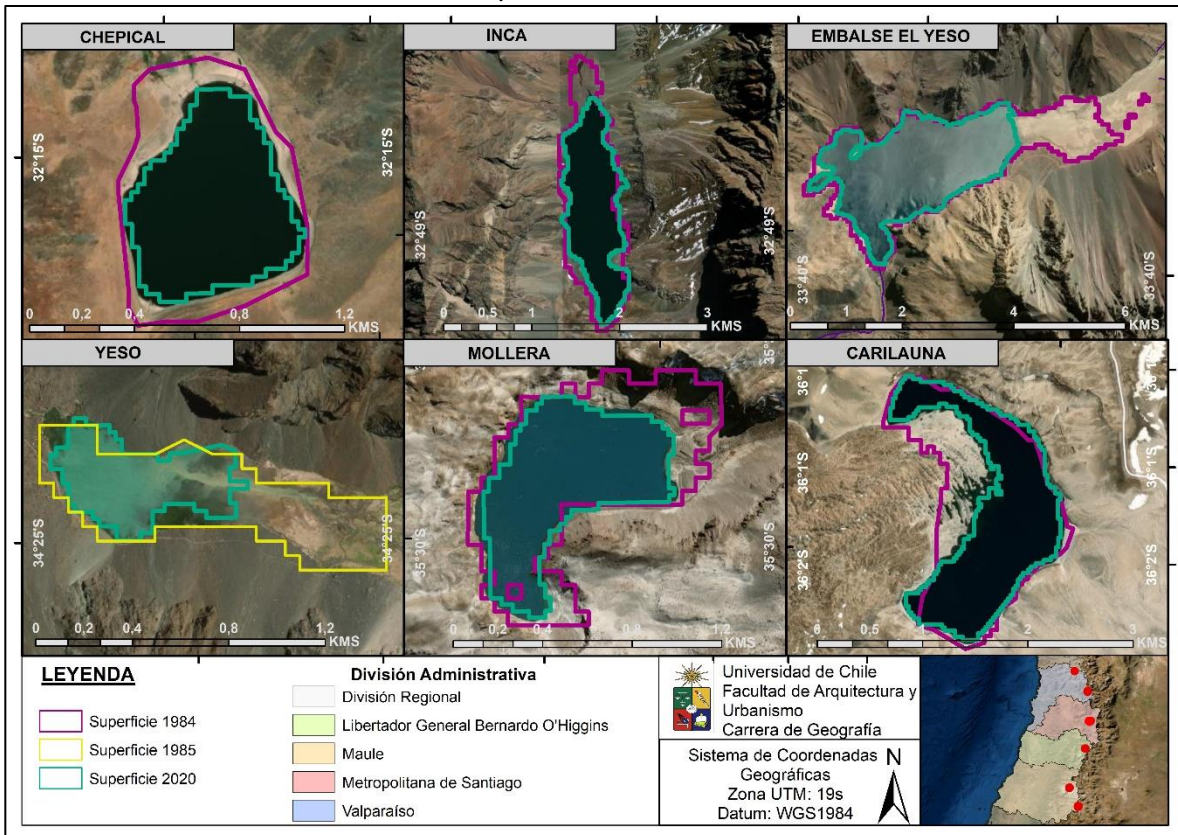 CHEPICAL
32°15'S
32°15'S
0 0,2 0,4 0,8 1,2
KMS
INCA
32°49'S
32°49'S
0 0,5 1 2 3
KMS
EMBALSE EL YESO
33°40'S
33°40'S
0 1 2 4 6
KMS
YESO
34°25'S
34°25'S
0 0,2 0,4 0,8 1,2
KMS
MOLLERA
35°30'S
0 0,2 0,4 0,8 1,2
KMS
CARILAUNA
36°1'S
36°1'S
36°2'S
36°2'S
0 0,5 1 2 3
KMS
LEYENDA
Superficie 1984
Superficie 1985
Superficie 2020
División Administrativa
División Regional
Libertador General Bernardo O'Higgins
Maule
Metropolitana de Santiago
Valparaíso
Universidad de Chile
Facultad de Arquitectura y
Urbanismo
Carrera de Geografía
Sistema de Coordenadas
Geográficas
Zona UTM: 19s
Datum: WGS1984
N